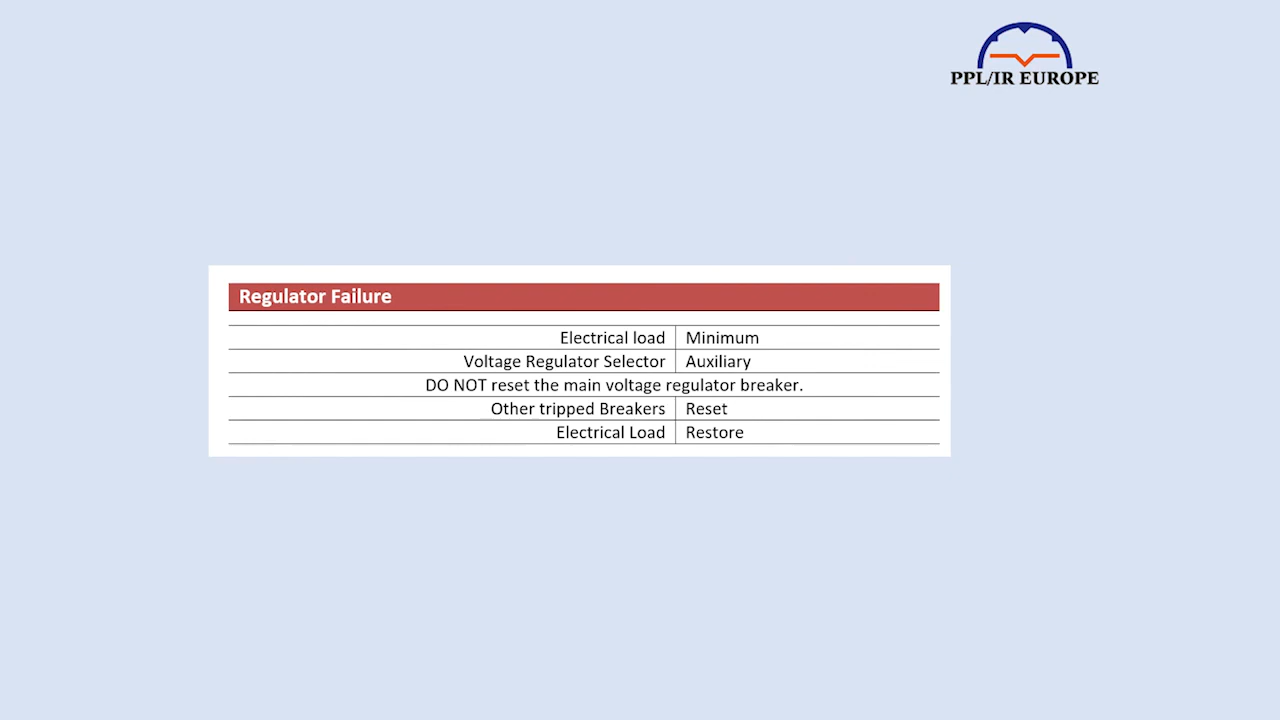 PPL/IR EUROPE
Regulator Failure
Electrical load Minimum
Voltage Regulator Selector Auxiliary
DO NOT reset the main voltage regulator breaker.
Other tripped Breakers Reset
Electrical Load Restore